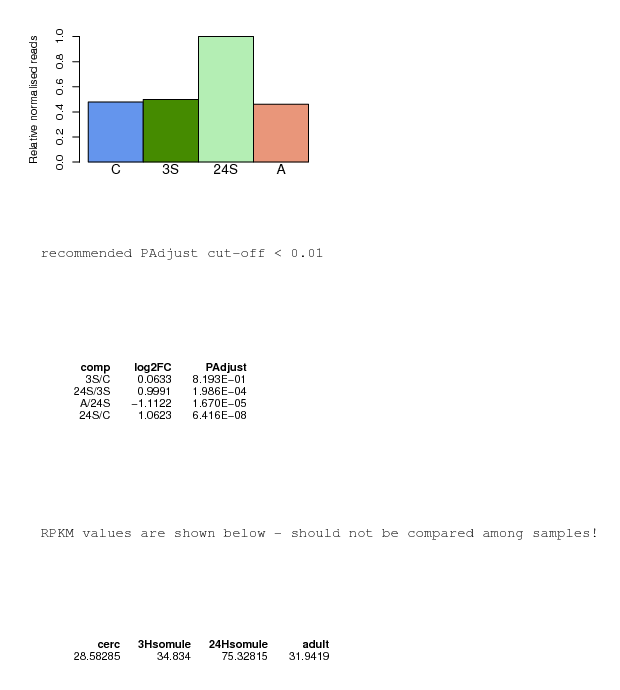 Relative normalised reads
1.0
0.8
0.6
0.4
0.2
0.0
C 3S 24S A
recommended PAdjust cut-off < 0.01
comp log2FC PAdjust
3S/C 0.0633 8.193E-01
24S/3S 0.9991 1.986E-04
A/24S -1.1122 1.670E-05
24S/C 1.0623 6.416E-08
RPKM values are shown below - should not be compared among samples!
cerc 3Hsomule 24Hsomule adult
28.58285 34.834 75.32815 31.9419